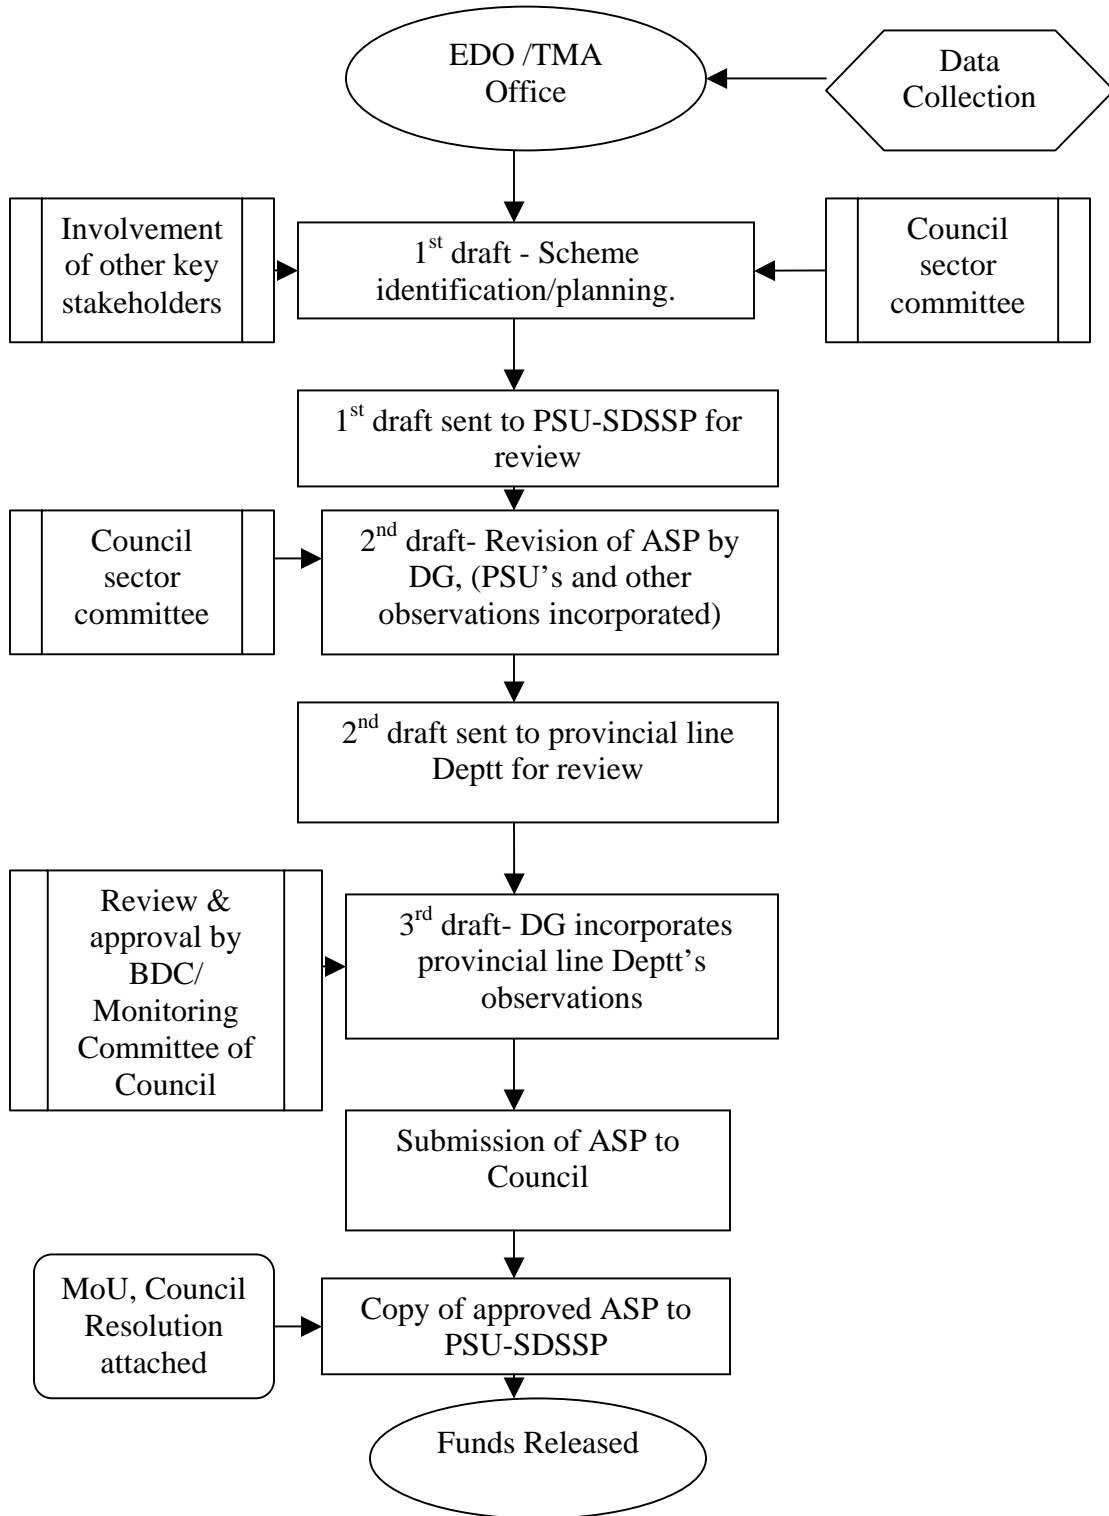 EDO /TMA
Office
Data
Collection
Involvement
of other key
stakeholders
1st draft - Scheme
identification/planning.
Council
sector
committee
1st draft sent to PSU-SDSSP for
review
Council
sector
committee
2nd draft- Revision of ASP by
DG, (PSU’s and other
observations incorporated)
2nd draft sent to provincial line
Deptt for review
Review &
approval by
BDC/
Monitoring
Committee of
Council
3rd draft- DG incorporates
provincial line Deptt’s
observations
Submission of ASP to
Council
MoU, Council
Resolution
attached
Copy of approved ASP to
PSU-SDSSP
Funds Released